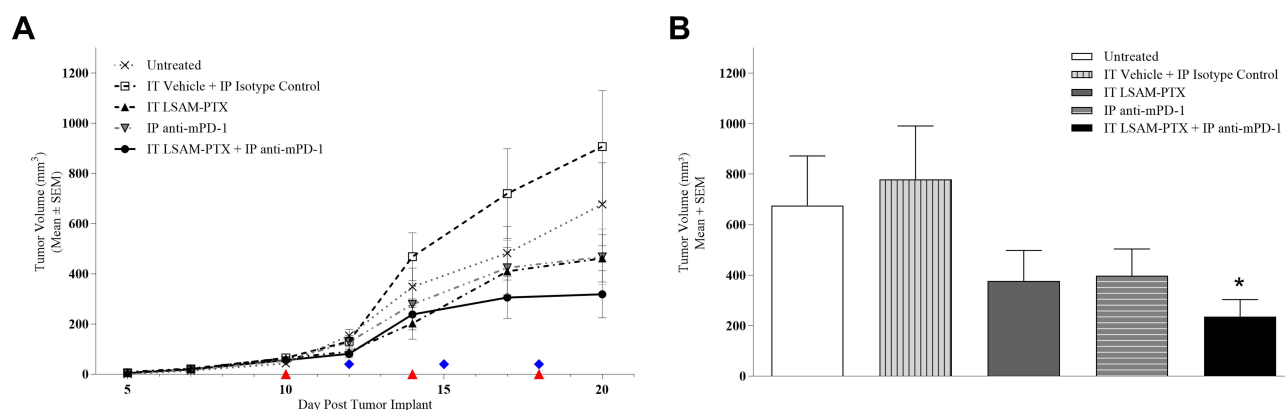 A
Tumor Volume (mm3)
(Mean ± SEM)
1200
1000
800
600
400
200
0
5
10
15
20
Day Post Tumor Implant
Untreated
IT Vehicle + IP Isotype Control
IT LSAM-PTX
IP anti-mPD-1
IT LSAM-PTX + IP anti-mPD-1
B
Tumor Volume (mm³)
Mean + SEM
1200
1000
800
600
400
200
0
Untreated
IT Vehicle + IP Isotype Control
IT LSAM-PTX
IP anti-mPD-1
IT LSAM-PTX + IP anti-mPD-1
*